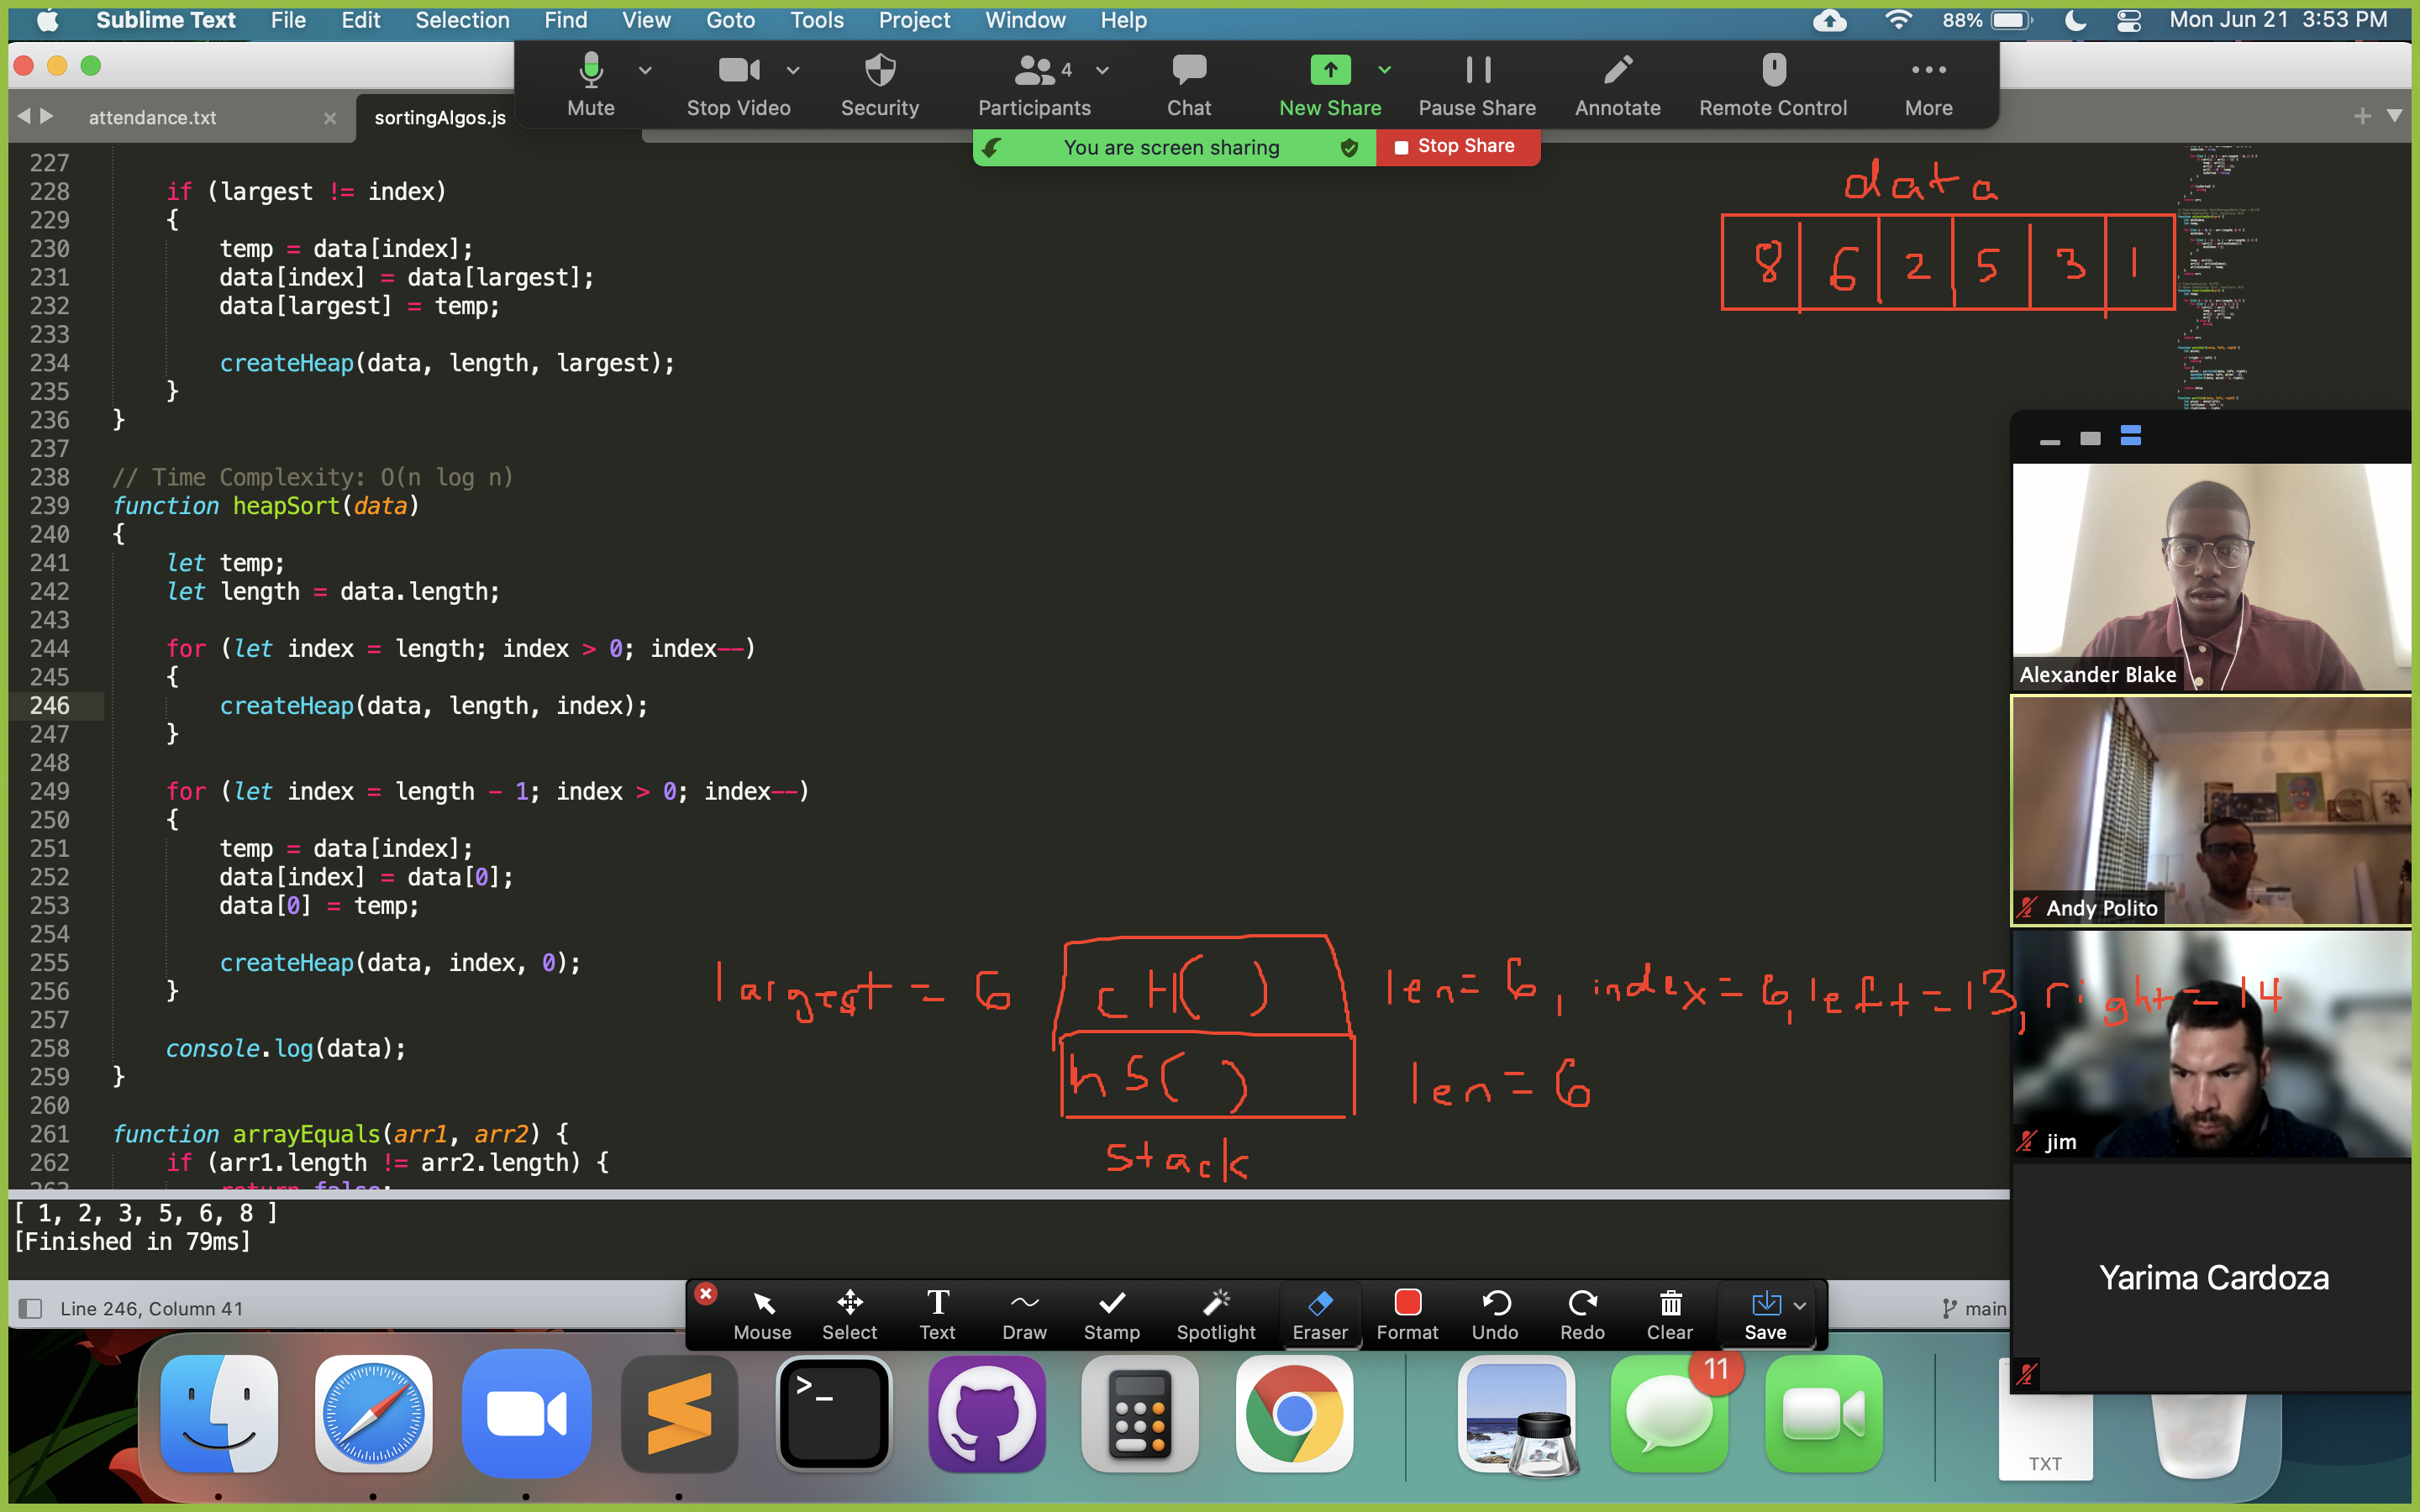 Sublime Text File Edit Selection Find View Goto Tools Project Window Help 88% Mon Jun 21 3:53 PM
Mute Stop Video Security Participants 4 Chat New Share Pause Share Annotate Remote Control More
attendance.txt sortingAlgos.js
You are screen sharing Stop Share
data
8 6 2 5 3 1
227
228 if (largest != index)
229 {
230 temp = data[index];
231 data[index] = data[largest];
232 data[largest] = temp;
233
234 createHeap(data, length, largest);
235 }
236 }
237
238 // Time Complexity: O(n log n)
239 function heapSort(data)
240 {
241 let temp;
242 let length = data.length;
243
244 for (let index = length; index > 0; index--)
245 {
246 createHeap(data, length, index);
247 }
248
249 for (let index = length - 1; index > 0; index--)
250 {
251 temp = data[index];
252 data[index] = data[0];
253 data[0] = temp;
254
255 createHeap(data, index, 0);
256 }
257
258 console.log(data);
259 }
260
261 function arrayEquals(arr1, arr2) {
262 if (arr1.length != arr2.length) {
263 return false;
largest = 6 cH( ) len = 6, index = 6, left = 13, right = 14
hS( ) len = 6
stack
Alexander Blake
Andy Polito
jim
Yarima Cardoza
[ 1, 2, 3, 5, 6, 8 ]
[Finished in 79ms]
Line 246, Column 41 main
Mouse Select Text Draw Stamp Spotlight Eraser Format Undo Redo Clear Save
11
TXT